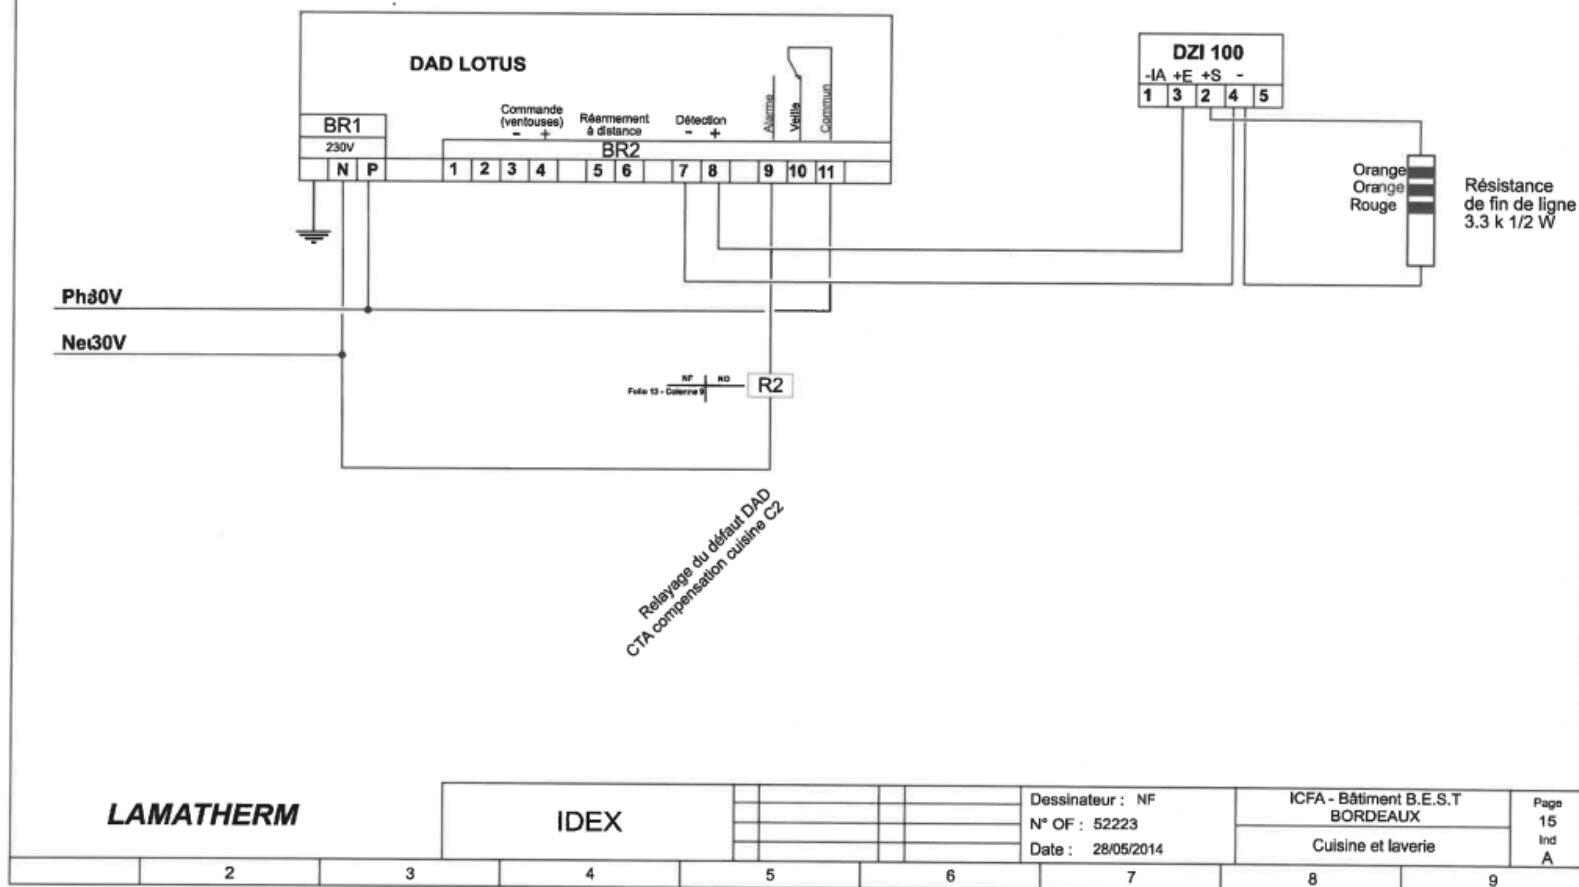 DAD LOTUS
Commande
(ventouses)
- +
Réarmement
à distance
Détection
- +
Alarme
Veille
Commun
BR1
230V
BR2
N P
1 2 3 4 5 6 7 8 9 10 11
DZI 100
-IA +E +S -
1 3 2 4 5
Orange
Orange
Rouge
Résistance
de fin de ligne
3.3 k 1/2 W
NF NO
Folio 13 - Colonne 9
R2
Relayage du défaut DAD
CTA compensation cuisine C2
LAMATHERM
IDEX
Dessinateur : NF
N° OF : 52223
Date : 28/05/2014
ICFA - Bâtiment B.E.S.T
BORDEAUX
Cuisine et laverie
Page
15
Ind
A
2 3 4 5 6 7 8 9